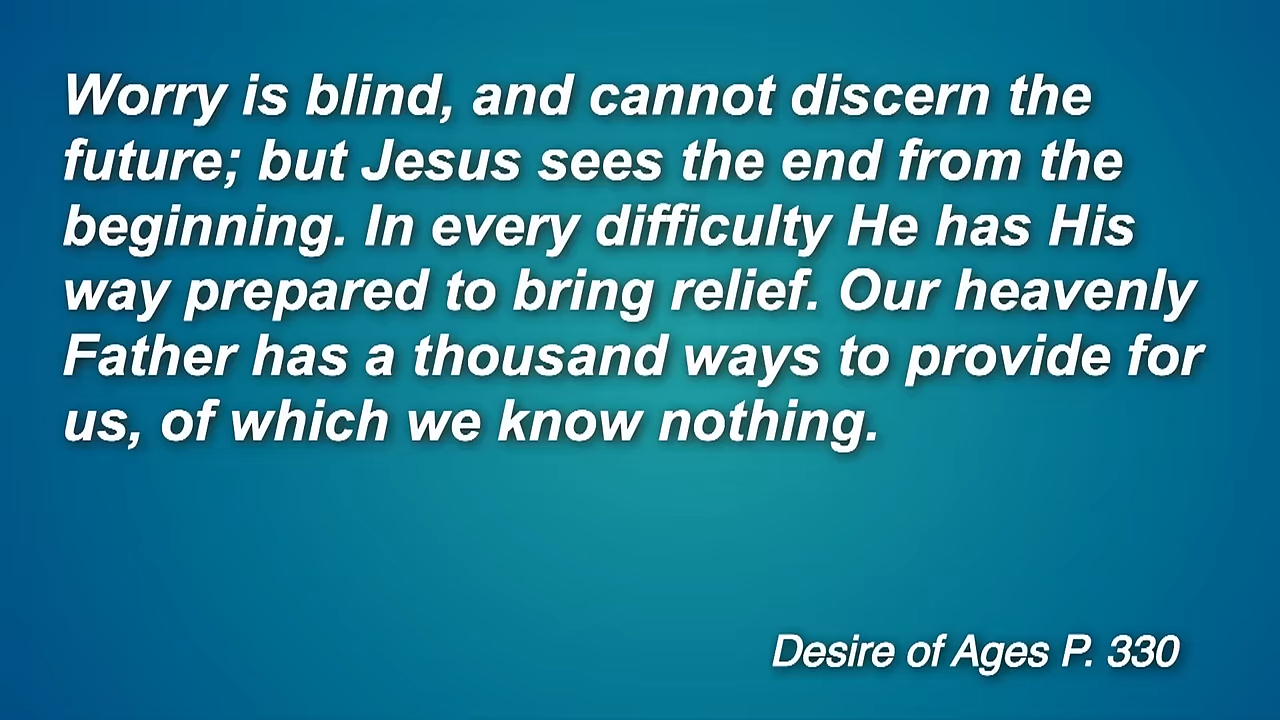 Worry is blind, and cannot discern the
future; but Jesus sees the end from the
beginning. In every difficulty He has His
way prepared to bring relief. Our heavenly
Father has a thousand ways to provide for
us, of which we know nothing.
Desire of Ages P. 330